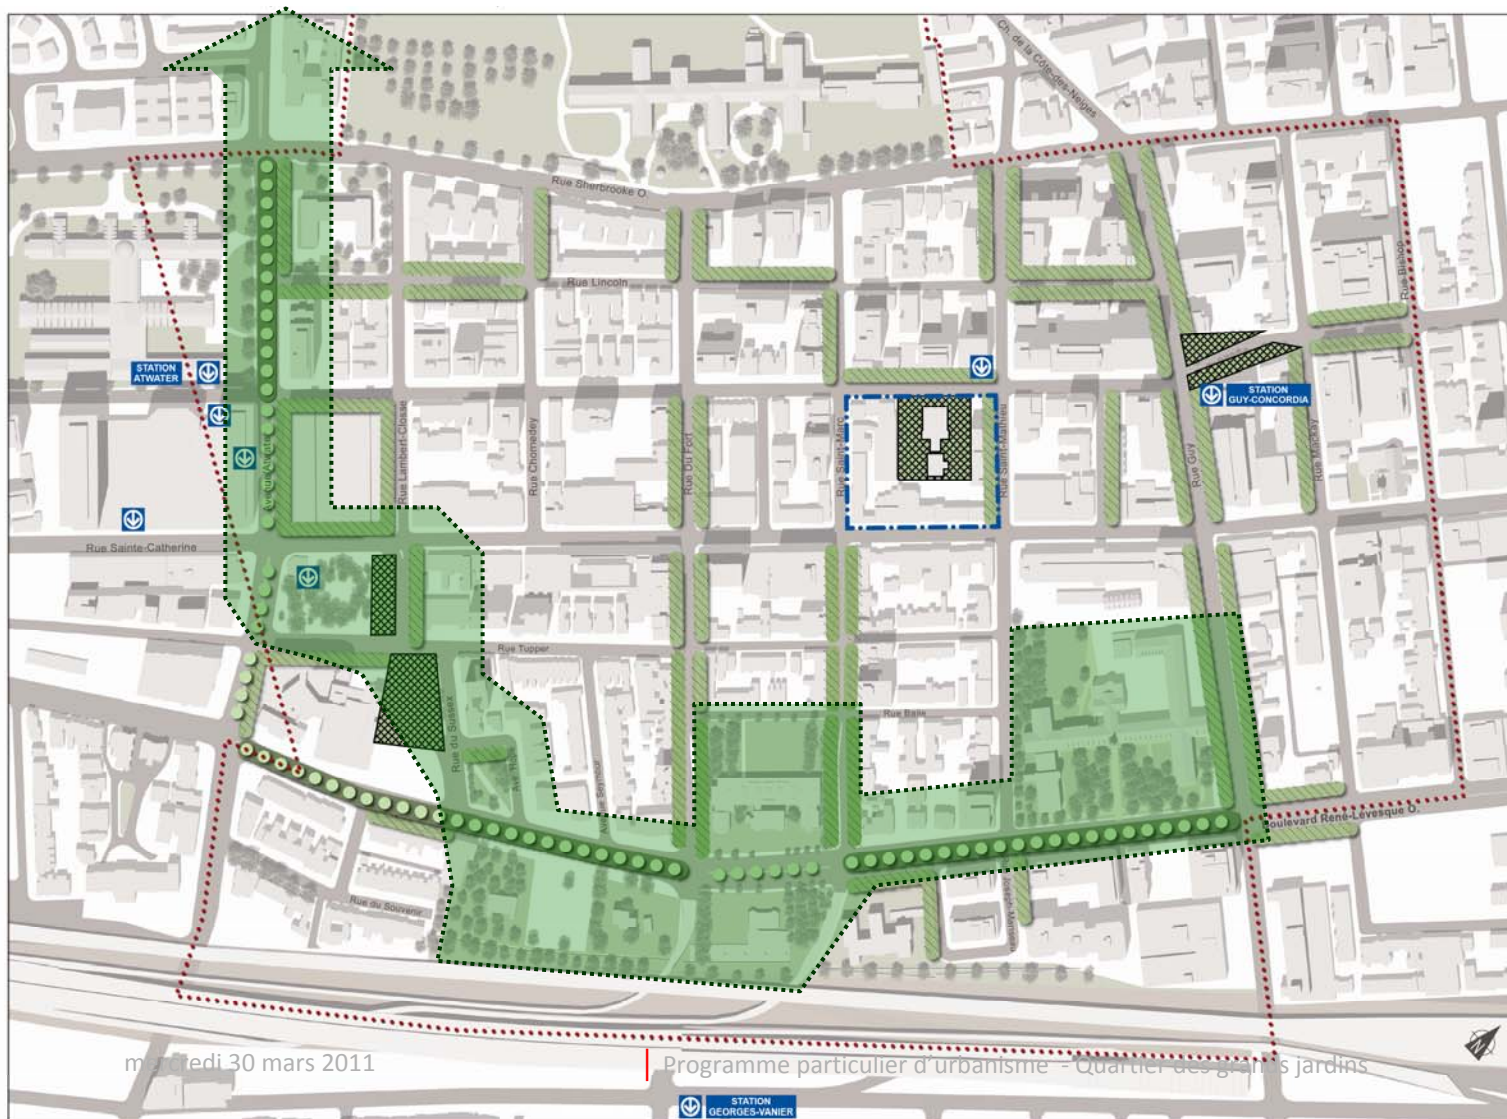 Ch. de la Côte-des-Neiges
Rue Sherbrooke O.
Rue Bishop
Rue Lincoln
STATION
ATWATER
STATION
GUY-CONCORDIA
Rue Lambert-Closse
Rue Chomedey
Rue Du Fort
Rue Saint-Marc
Rue Saint-Mathieu
Rue Guy
Rue Mackay
Rue Sainte-Catherine
Rue Tupper
Rue du Sussex
Rue Baile
Boulevard René-Lévesque O.
Rue du Souvenir
mercredi 30 mars 2011
Programme particulier d'urbanisme - Quartier des grands jardins
STATION
GEORGES-VANIER